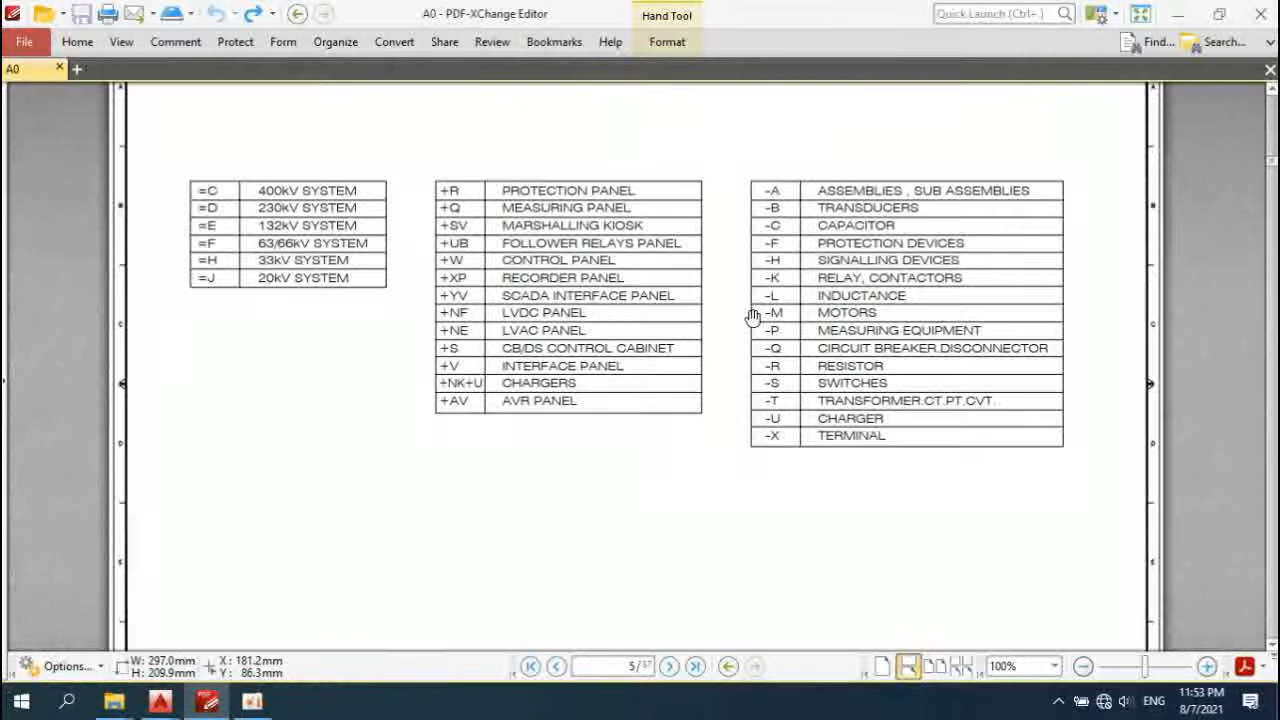 A0 - PDF-XChange Editor
Hand Tool
Quick Launch (Ctrl+.)
File Home View Comment Protect Form Organize Convert Share Review Bookmarks Help Format Find... Search...
A0
=C 400kV SYSTEM
=D 230kV SYSTEM
=E 132kV SYSTEM
=F 63/66kV SYSTEM
=H 33kV SYSTEM
=J 20kV SYSTEM
+R PROTECTION PANEL
+Q MEASURING PANEL
+SV MARSHALLING KIOSK
+UB FOLLOWER RELAYS PANEL
+W CONTROL PANEL
+XP RECORDER PANEL
+YV SCADA INTERFACE PANEL
+NF LVDC PANEL
+NE LVAC PANEL
+S CB/DS CONTROL CABINET
+V INTERFACE PANEL
+NK+U CHARGERS
+AV AVR PANEL
-A ASSEMBLIES , SUB ASSEMBLIES
-B TRANSDUCERS
-C CAPACITOR
-F PROTECTION DEVICES
-H SIGNALLING DEVICES
-K RELAY, CONTACTORS
-L INDUCTANCE
-M MOTORS
-P MEASURING EQUIPMENT
-Q CIRCUIT BREAKER.DISCONNECTOR
-R RESISTOR
-S SWITCHES
-T TRANSFORMER.CT.PT.CVT..
-U CHARGER
-X TERMINAL
Options...
W: 297.0mm
H: 209.9mm
X: 181.2mm
Y: 86.3mm
5 / 17
100%
ENG
11:53 PM
8/7/2021